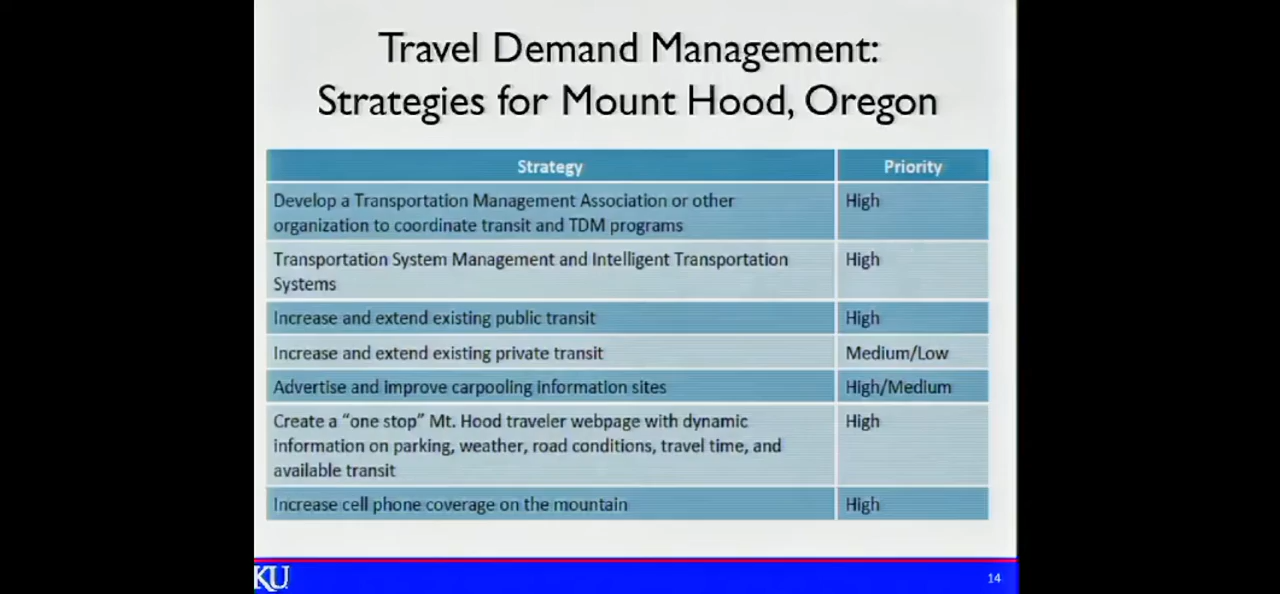 Travel Demand Management:
Strategies for Mount Hood, Oregon
Strategy Priority
Develop a Transportation Management Association or other High
organization to coordinate transit and TDM programs
Transportation System Management and Intelligent Transportation High
Systems
Increase and extend existing public transit High
Increase and extend existing private transit Medium/Low
Advertise and improve carpooling information sites High/Medium
Create a “one stop” Mt. Hood traveler webpage with dynamic High
information on parking, weather, road conditions, travel time, and
available transit
Increase cell phone coverage on the mountain High
KU 14